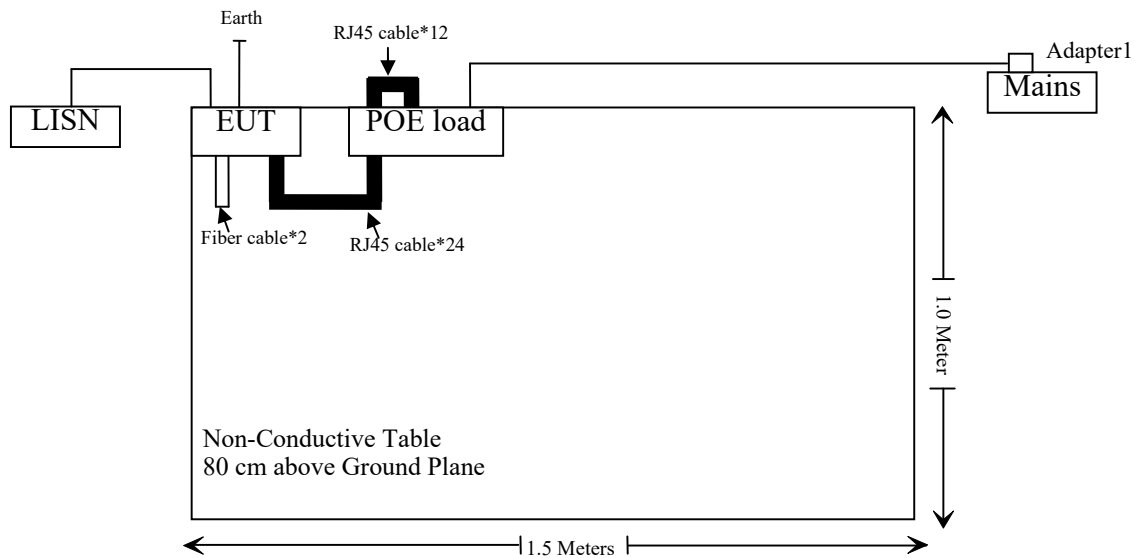 Earth
RJ45 cable*12
Adapter1
LISN
EUT
POE load
Mains
Fiber cable*2
RJ45 cable*24
1.0 Meter
Non-Conductive Table
80 cm above Ground Plane
1.5 Meters